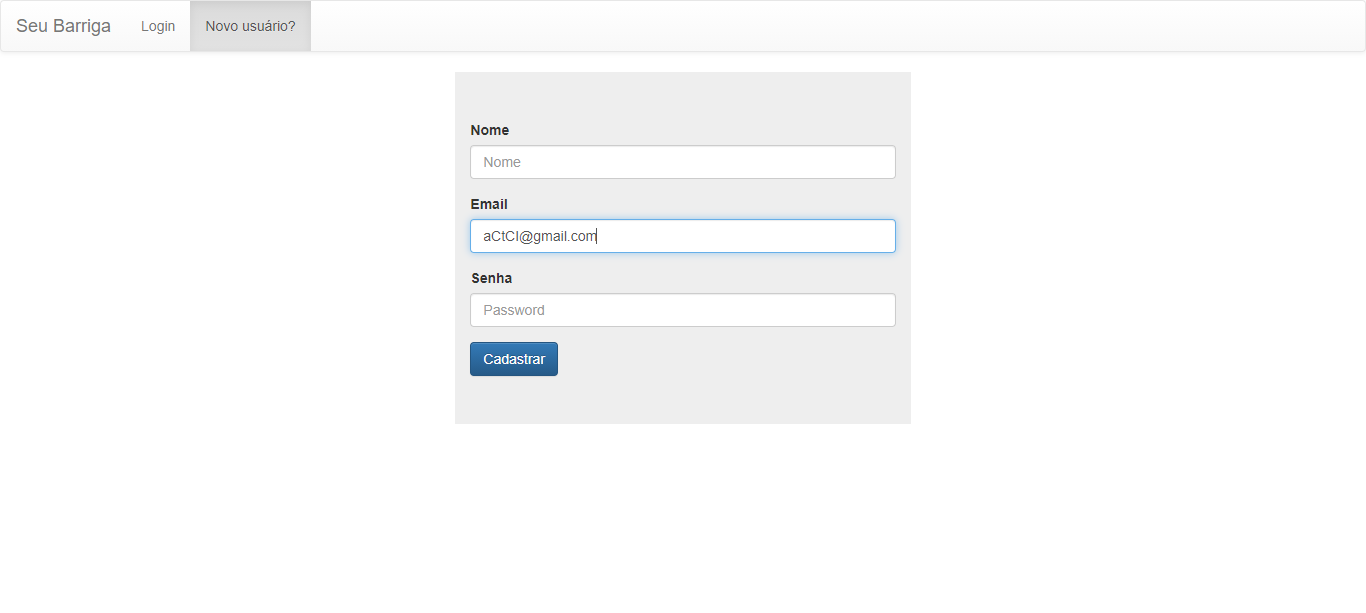 Seu Barriga Login Novo usuário?
Nome
Nome
Email
aCtCI@gmail.com
Senha
Password
Cadastrar